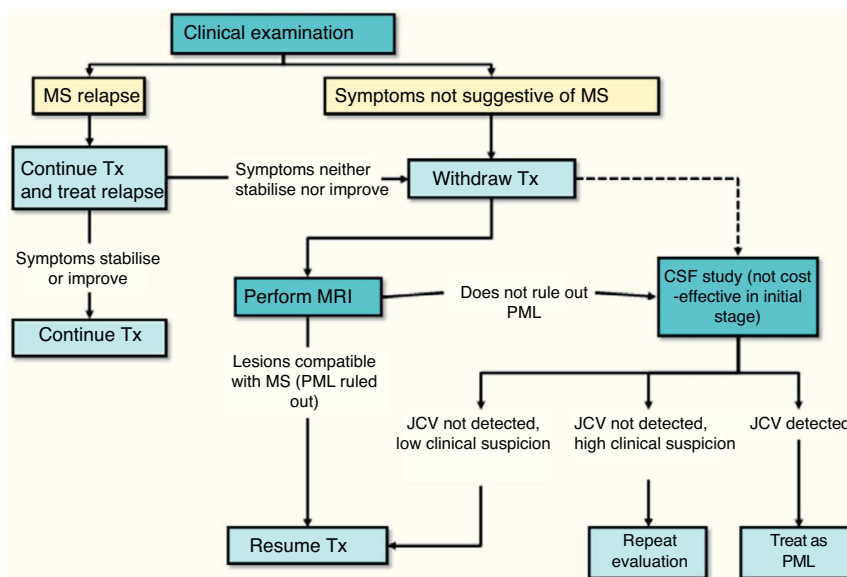 Clinical examination
MS relapse
Symptoms not suggestive of MS
Continue Tx
and treat relapse
Symptoms neither
stabilise nor improve
Withdraw Tx
Symptoms stabilise
or improve
Continue Tx
Perform MRI
Does not rule out
PML
CSF study (not cost
-effective in initial
stage)
Lesions compatible
with MS (PML ruled
out)
JCV not detected,
low clinical suspicion
JCV not detected,
high clinical suspicion
JCV detected
Resume Tx
Repeat
evaluation
Treat as
PML